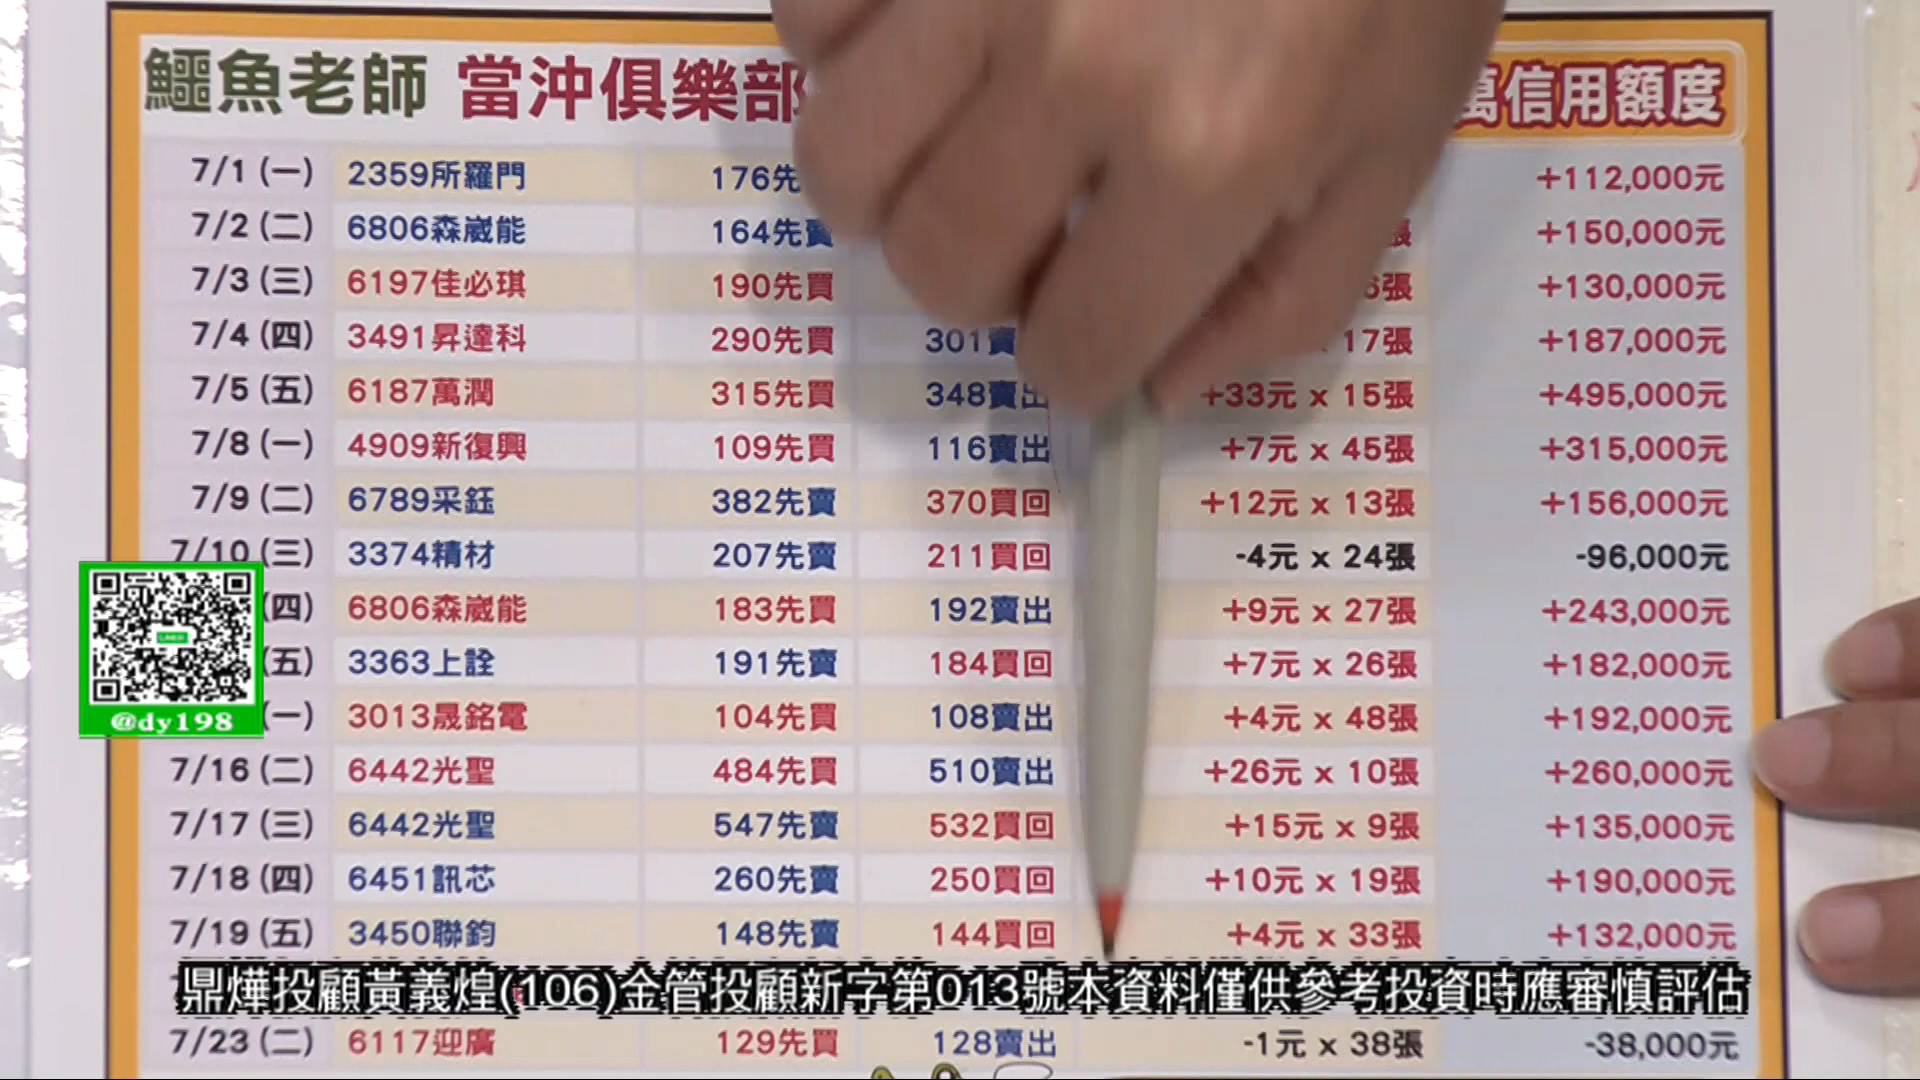 鱷魚老師 當沖俱樂部 萬信用額度
7/1 (一) 2359所羅門 176先 +112,000元
7/2 (二) 6806森崴能 164先賣 張 +150,000元
7/3 (三) 6197佳必琪 190先買 6張 +130,000元
7/4 (四) 3491昇達科 290先買 301賣 x 17張 +187,000元
7/5 (五) 6187萬潤 315先買 348賣出 +33元 x 15張 +495,000元
7/8 (一) 4909新復興 109先買 116賣出 +7元 x 45張 +315,000元
7/9 (二) 6789采鈺 382先賣 370買回 +12元 x 13張 +156,000元
7/10 (三) 3374精材 207先賣 211買回 -4元 x 24張 -96,000元
(四) 6806森崴能 183先買 192賣出 +9元 x 27張 +243,000元
(五) 3363上詮 191先賣 184買回 +7元 x 26張 +182,000元
(一) 3013晟銘電 104先買 108賣出 +4元 x 48張 +192,000元
@dy198
7/16 (二) 6442光聖 484先買 510賣出 +26元 x 10張 +260,000元
7/17 (三) 6442光聖 547先賣 532買回 +15元 x 9張 +135,000元
7/18 (四) 6451訊芯 260先賣 250買回 +10元 x 19張 +190,000元
7/19 (五) 3450聯鈞 148先賣 144買回 +4元 x 33張 +132,000元
鼎燁投顧黃義煌(106)金管投顧新字第013號本資料僅供參考投資時應審慎評估
7/23 (二) 6117迎廣 129先買 128賣出 -1元 x 38張 -38,000元